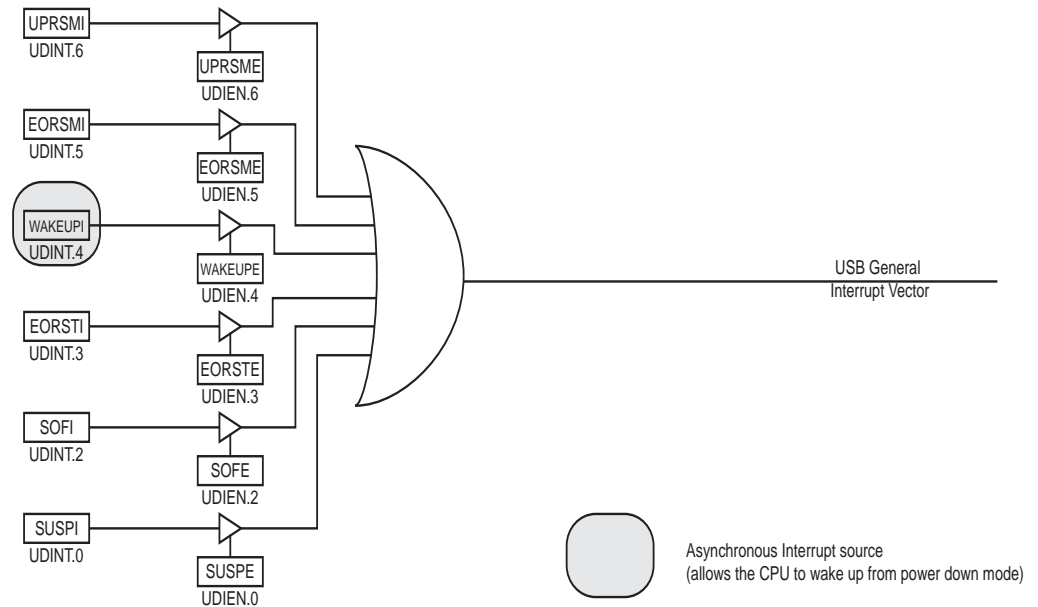 UPRSMI
UDINT.6
UPRSME
UDIEN.6
EORSMI
UDINT.5
EORSME
UDIEN.5
WAKEUPI
UDINT.4
WAKEUPE
UDIEN.4
EORSTI
UDINT.3
EORSTE
UDIEN.3
SOFI
UDINT.2
SOFE
UDIEN.2
SUSPI
UDINT.0
SUSPE
UDIEN.0
USB General
Interrupt Vector
Asynchronous Interrupt source
(allows the CPU to wake up from power down mode)